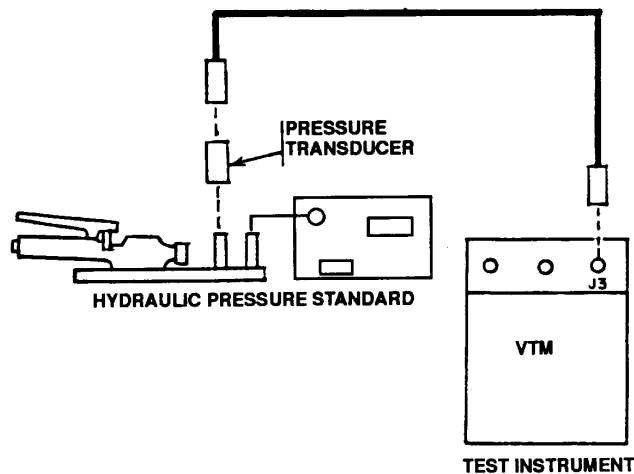 PRESSURE
TRANSDUCER
HYDRAULIC PRESSURE STANDARD
J3
VTM
TEST INSTRUMENT